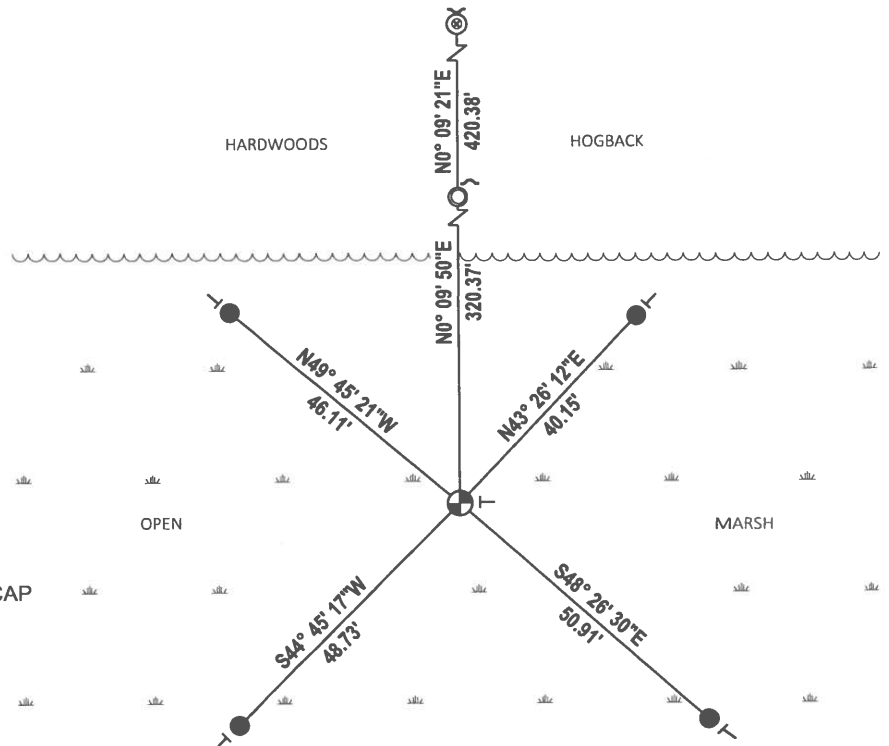 N0° 09' 21"E
420.38'
HARDWOODS
HOGBACK
N0° 09' 50"E
320.37'
N49° 45' 21"W
46.11'
N43° 26' 12"E
40.15'
OPEN
MARSH
CAP
S44° 45' 17"W
48.73'
S48° 26' 30"E
50.91'